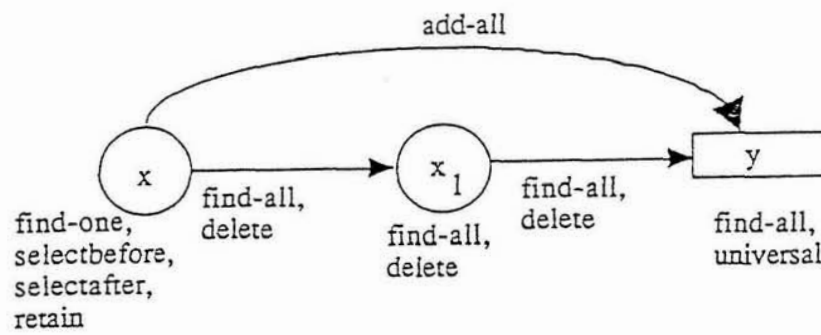 add-all
x
x1
y
find-all,
delete
find-all,
delete
find-one,
selectbefore,
selectafter,
retain
find-all,
delete
find-all,
universal